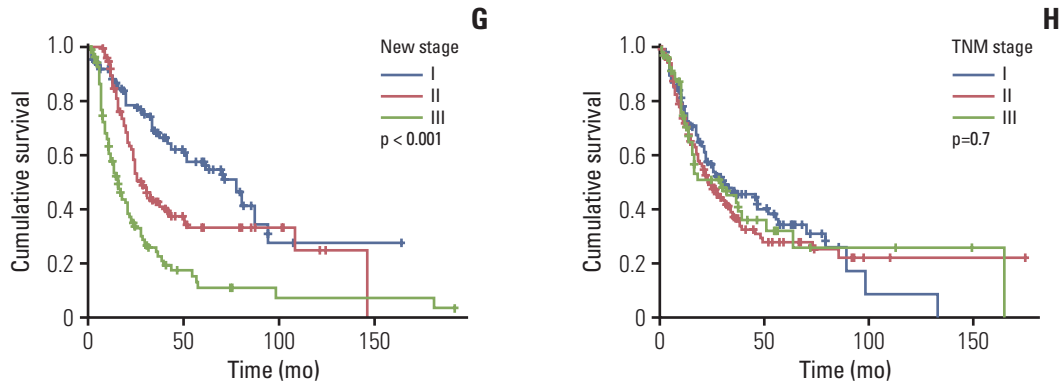 G
New stage
I
II
III
p < 0.001
Cumulative survival
1.0
0.8
0.6
0.4
0.2
0
0 50 100 150
Time (mo)
H
TNM stage
I
II
III
p=0.7
Cumulative survival
1.0
0.8
0.6
0.4
0.2
0
0 50 100 150
Time (mo)